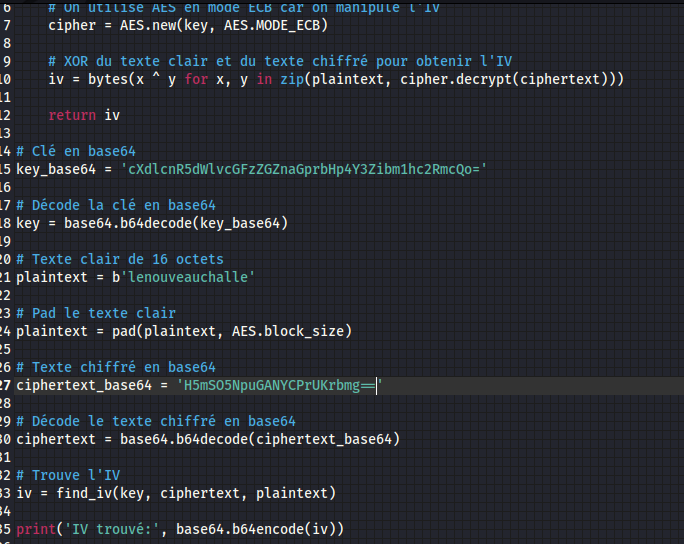 6     # On utilise AES en mode ECB car on manipule l'IV
7     cipher = AES.new(key, AES.MODE_ECB)
8
9     # XOR du texte clair et du texte chiffré pour obtenir l'IV
10     iv = bytes(x ^ y for x, y in zip(plaintext, cipher.decrypt(ciphertext)))
11
12     return iv
13
14 # Clé en base64
15 key_base64 = 'cXdlcnR5dWlvcGFzZGZnaGprbHp4Y3Zibm1hc2RmcQo='
16
17 # Décode la clé en base64
18 key = base64.b64decode(key_base64)
19
20 # Texte clair de 16 octets
21 plaintext = b'lenouveauchalle'
22
23 # Pad le texte clair
24 plaintext = pad(plaintext, AES.block_size)
25
26 # Texte chiffré en base64
27 ciphertext_base64 = 'H5mSO5NpuGANYCPrUKrbmg=='
28
29 # Décode le texte chiffré en base64
30 ciphertext = base64.b64decode(ciphertext_base64)
31
32 # Trouve l'IV
33 iv = find_iv(key, ciphertext, plaintext)
34
35 print('IV trouvé:', base64.b64encode(iv))